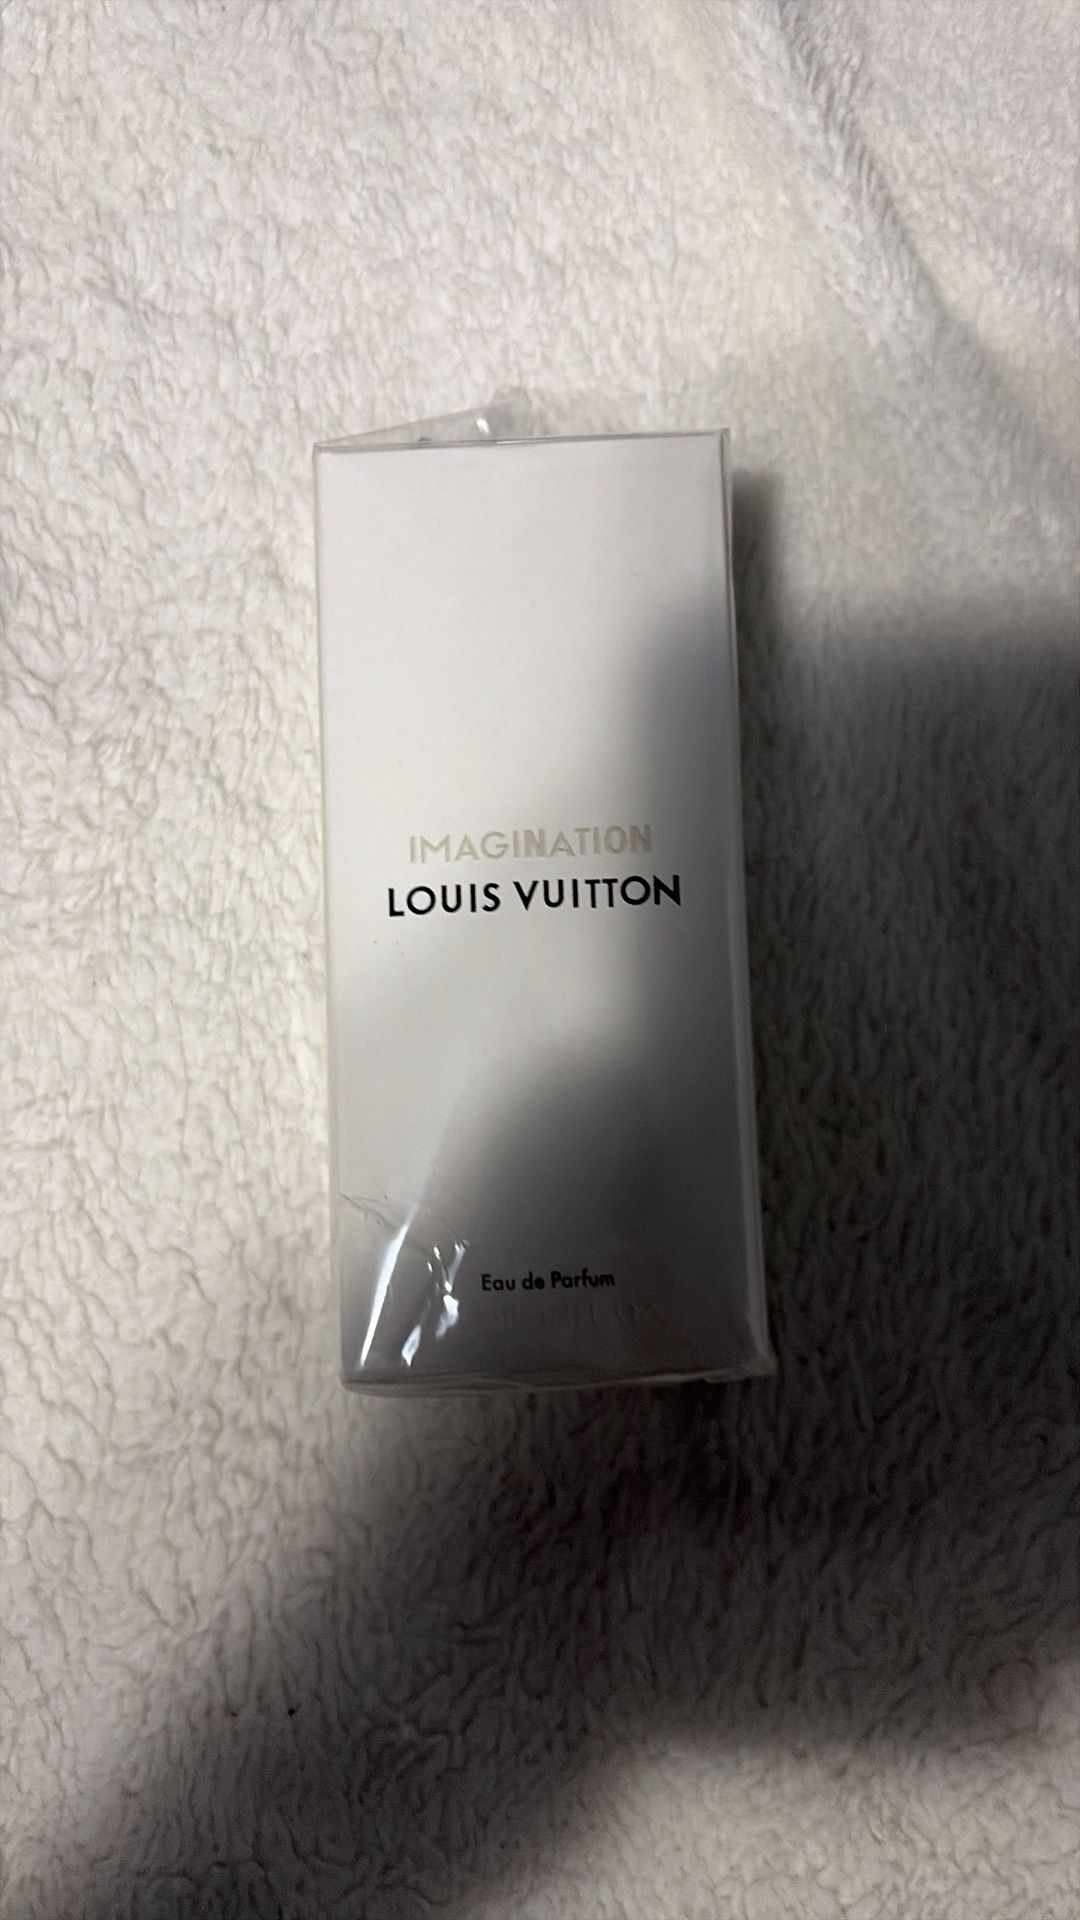 IMAGINATION
LOUIS VUITTON
Eau de Parfum